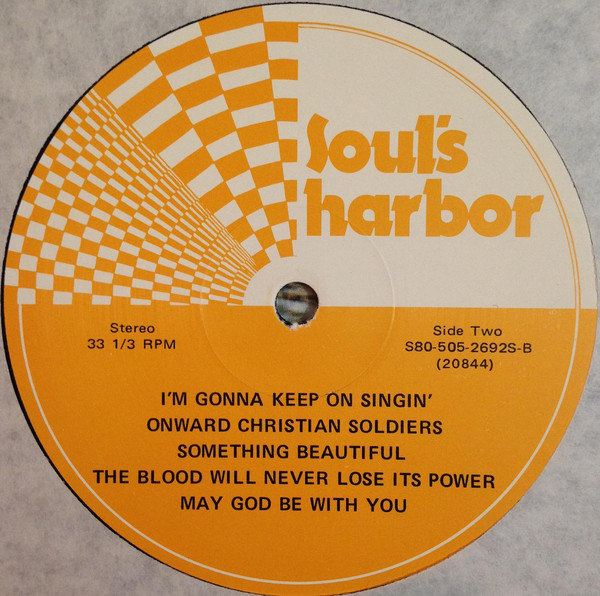 Soul's
harbor
Stereo
33 1/3 RPM
Side Two
S80-505-2692S-B
(20844)
I'M GONNA KEEP ON SINGIN'
ONWARD CHRISTIAN SOLDIERS
SOMETHING BEAUTIFUL
THE BLOOD WILL NEVER LOSE ITS POWER
MAY GOD BE WITH YOU